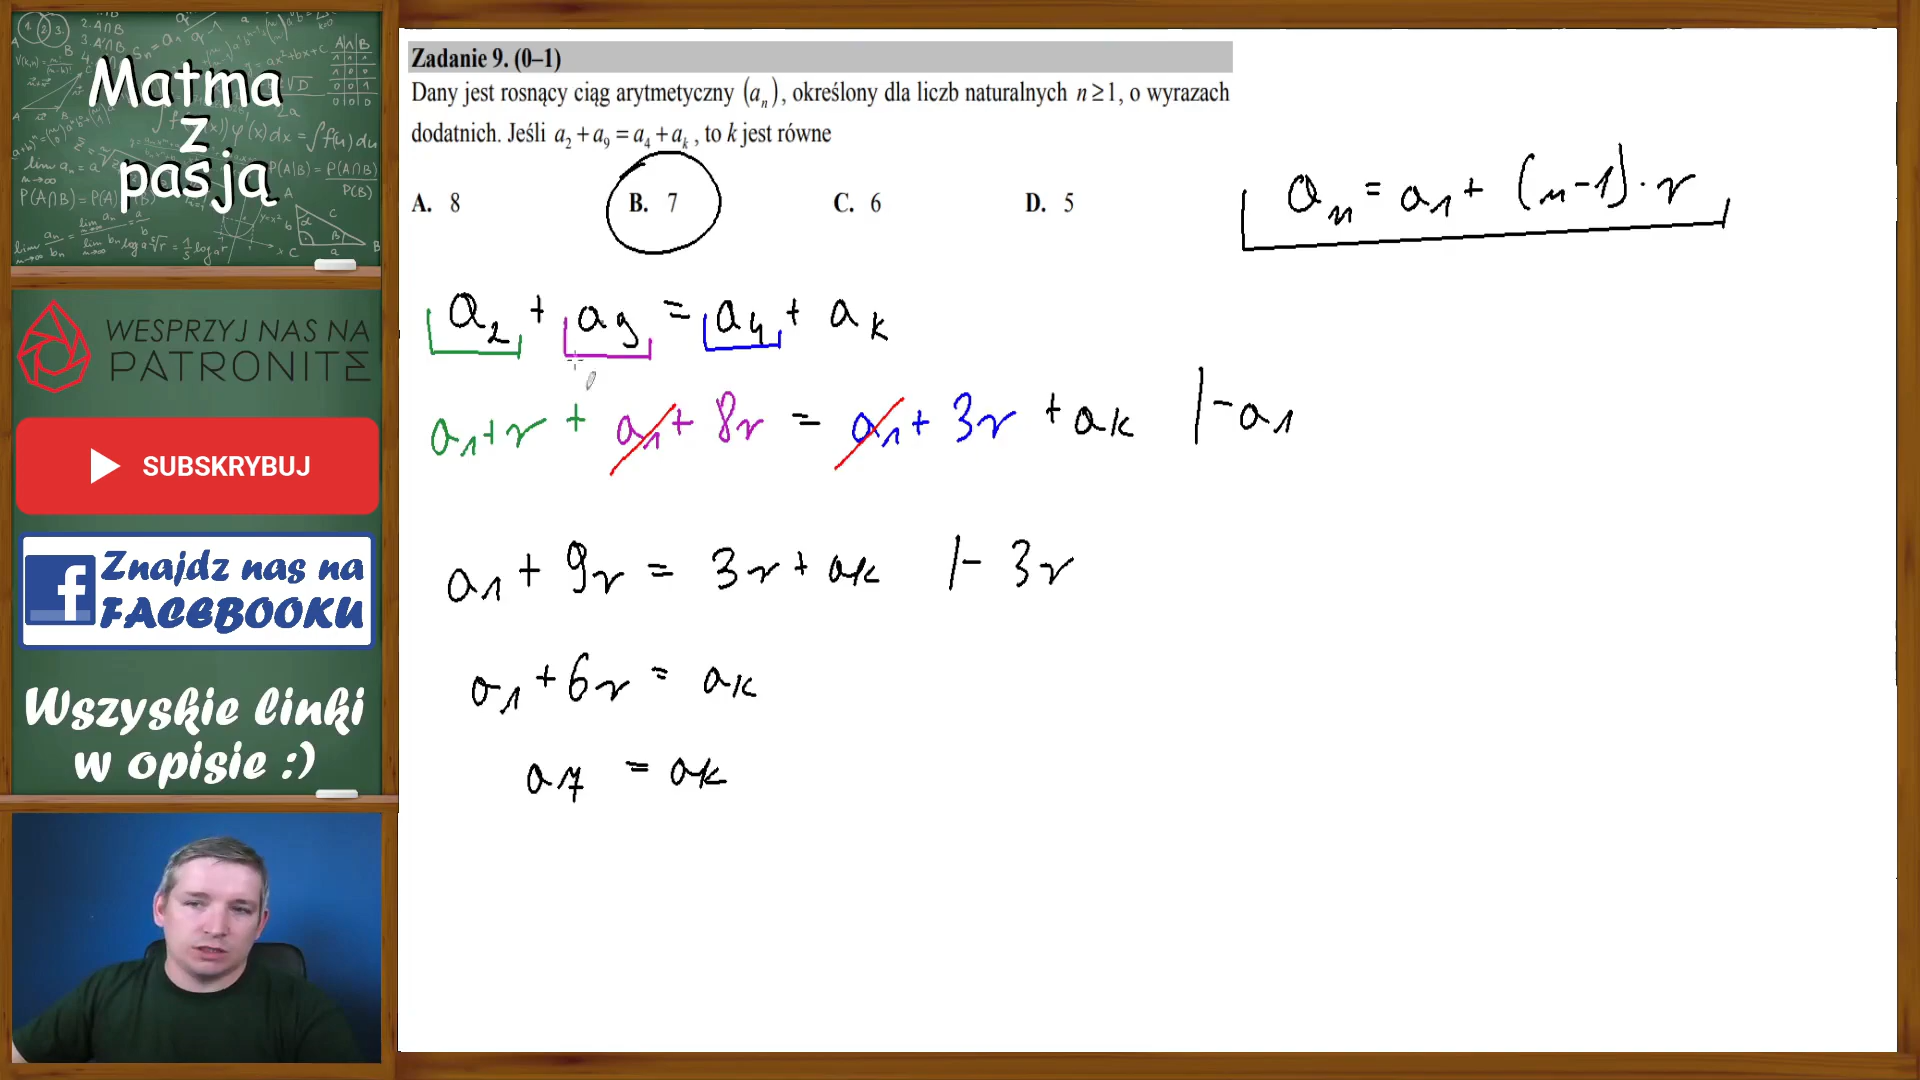 Matma
z
pasją
WESPRZYJ NAS NA
PATRONITE
SUBSKRYBUJ
Znajdz nas na
FACEBOOKU
Wszyskie linki
w opisie :)
Zadanie 9. (0–1)
Dany jest rosnący ciąg arytmetyczny (aₙ), określony dla liczb naturalnych n ≥ 1, o wyrazach
dodatnich. Jeśli a₂ + a₉ = a₄ + aₖ, to k jest równe
A. 8 B. 7 C. 6 D. 5
aₙ = a₁ + (n-1)·r
a₂ + a₉ = a₄ + aₖ
a₁+r + a₁+ 8r = a₁+ 3r + aₖ |-a₁
a₁ + 9r = 3r + aₖ |- 3r
a₁ + 6r = aₖ
a₇ = aₖ